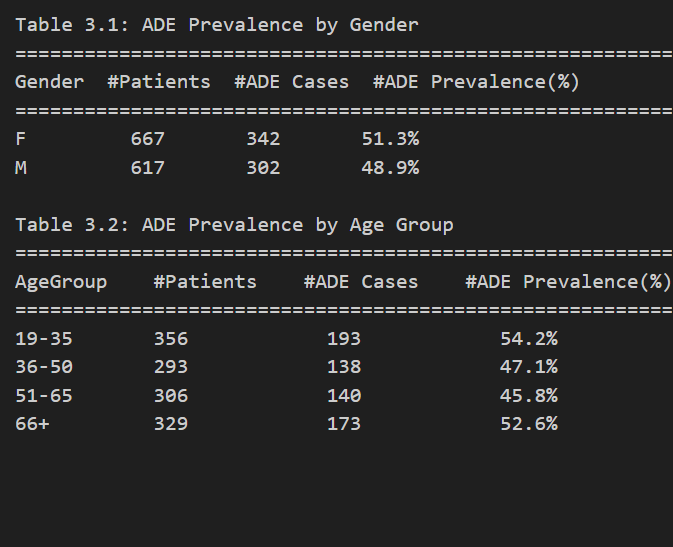 Table 3.1: ADE Prevalence by Gender
=========================================================
Gender  #Patients  #ADE Cases  #ADE Prevalence(%)
=========================================================
F         667       342       51.3%
M         617       302       48.9%
Table 3.2: ADE Prevalence by Age Group
=========================================================
AgeGroup    #Patients    #ADE Cases    #ADE Prevalence(%)
=========================================================
19-35       356            193            54.2%
36-50       293            138            47.1%
51-65       306            140            45.8%
66+         329            173            52.6%